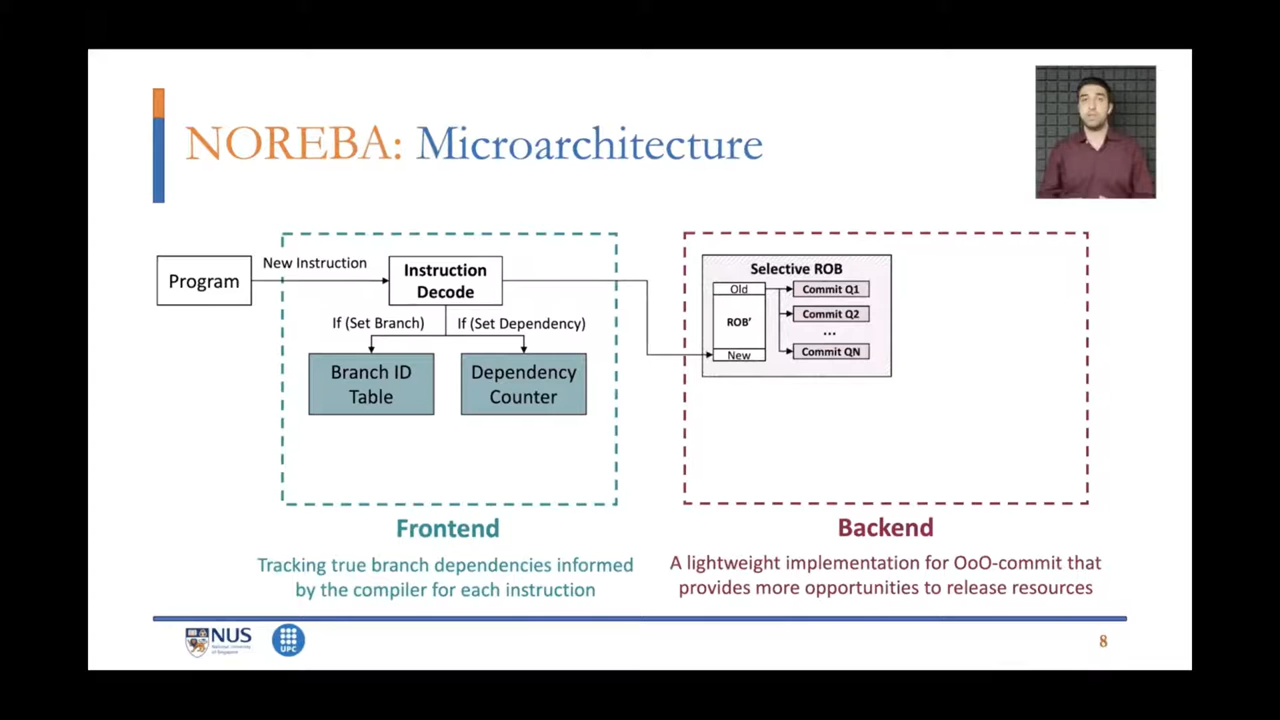 NOREBA: Microarchitecture
Program
New Instruction
Instruction
Decode
If (Set Branch)
If (Set Dependency)
Branch ID
Table
Dependency
Counter
Selective ROB
Old
ROB'
New
Commit Q1
Commit Q2
...
Commit QN
Frontend
Tracking true branch dependencies informed
by the compiler for each instruction
Backend
A lightweight implementation for OoO-commit that
provides more opportunities to release resources
NUS
National University
of Singapore
UPC
8